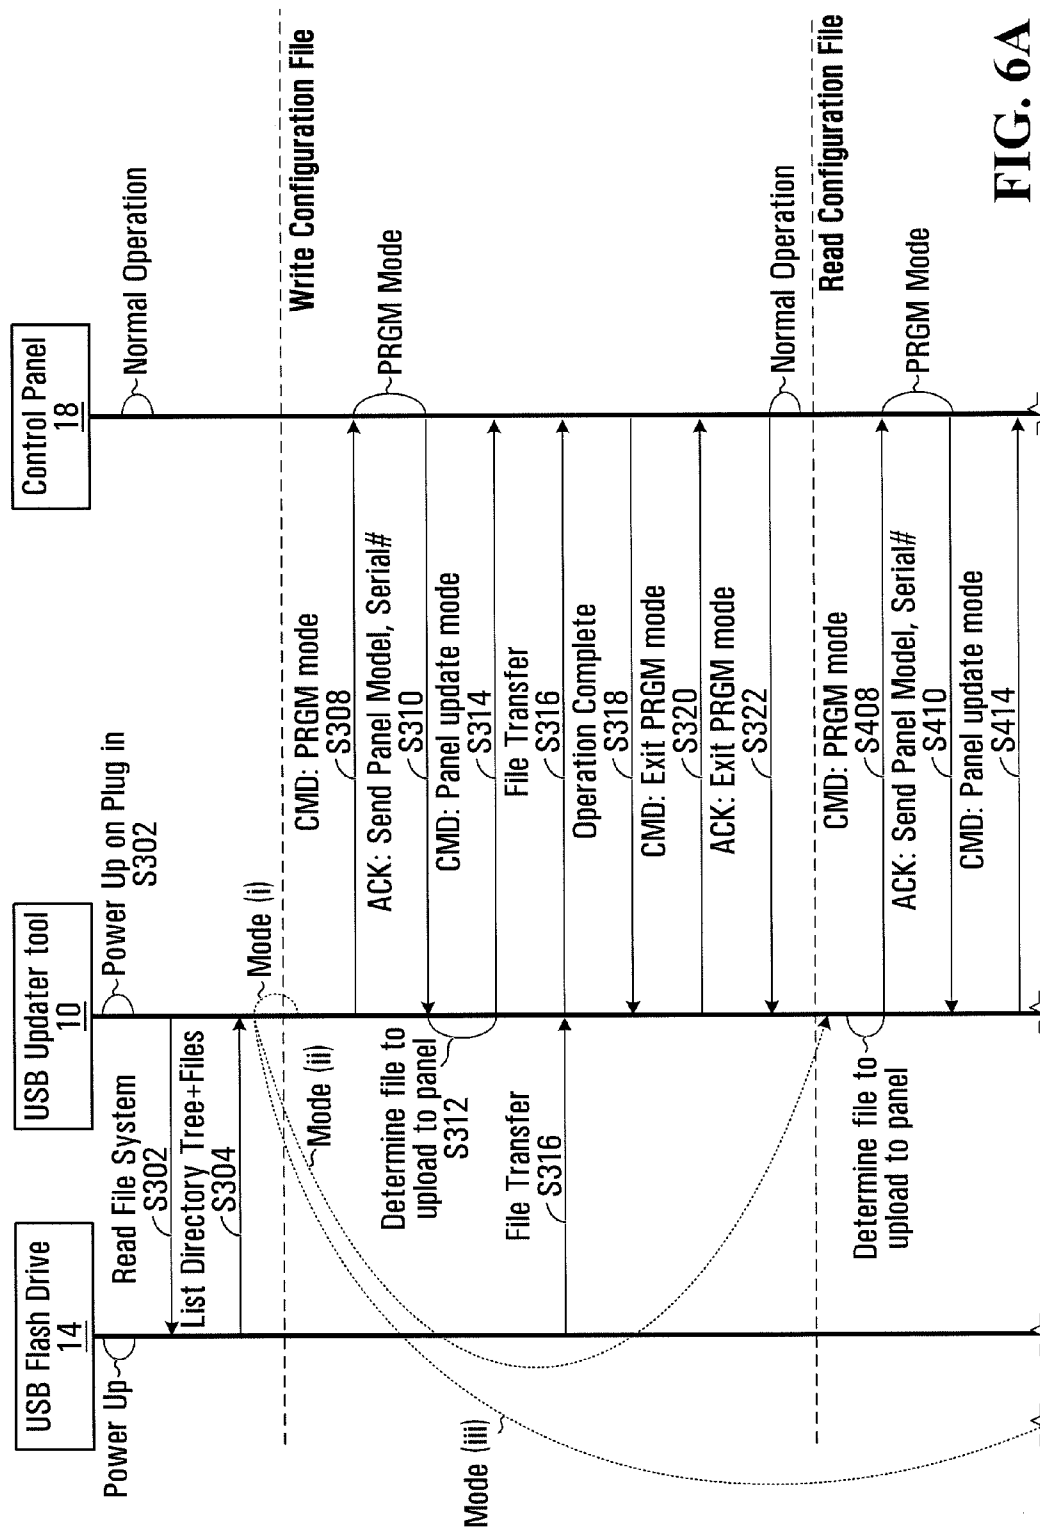 USB Flash Drive
14
USB Updater tool
10
Control Panel
18
Power Up
Power Up on Plug in
S302
Normal Operation
Read File System
S302
List Directory Tree+Files
S304
Mode (i)
Mode (ii)
Mode (iii)
Write Configuration File
CMD: PRGM mode
S308
PRGM Mode
ACK: Send Panel Model, Serial#
S310
Determine file to
upload to panel
S312
CMD: Panel update mode
S314
File Transfer
S316
File Transfer
S316
Operation Complete
S318
CMD: Exit PRGM mode
S320
ACK: Exit PRGM mode
S322
Normal Operation
Read Configuration File
Determine file to
upload to panel
CMD: PRGM mode
S408
PRGM Mode
ACK: Send Panel Model, Serial#
S410
CMD: Panel update mode
S414
FIG. 6A